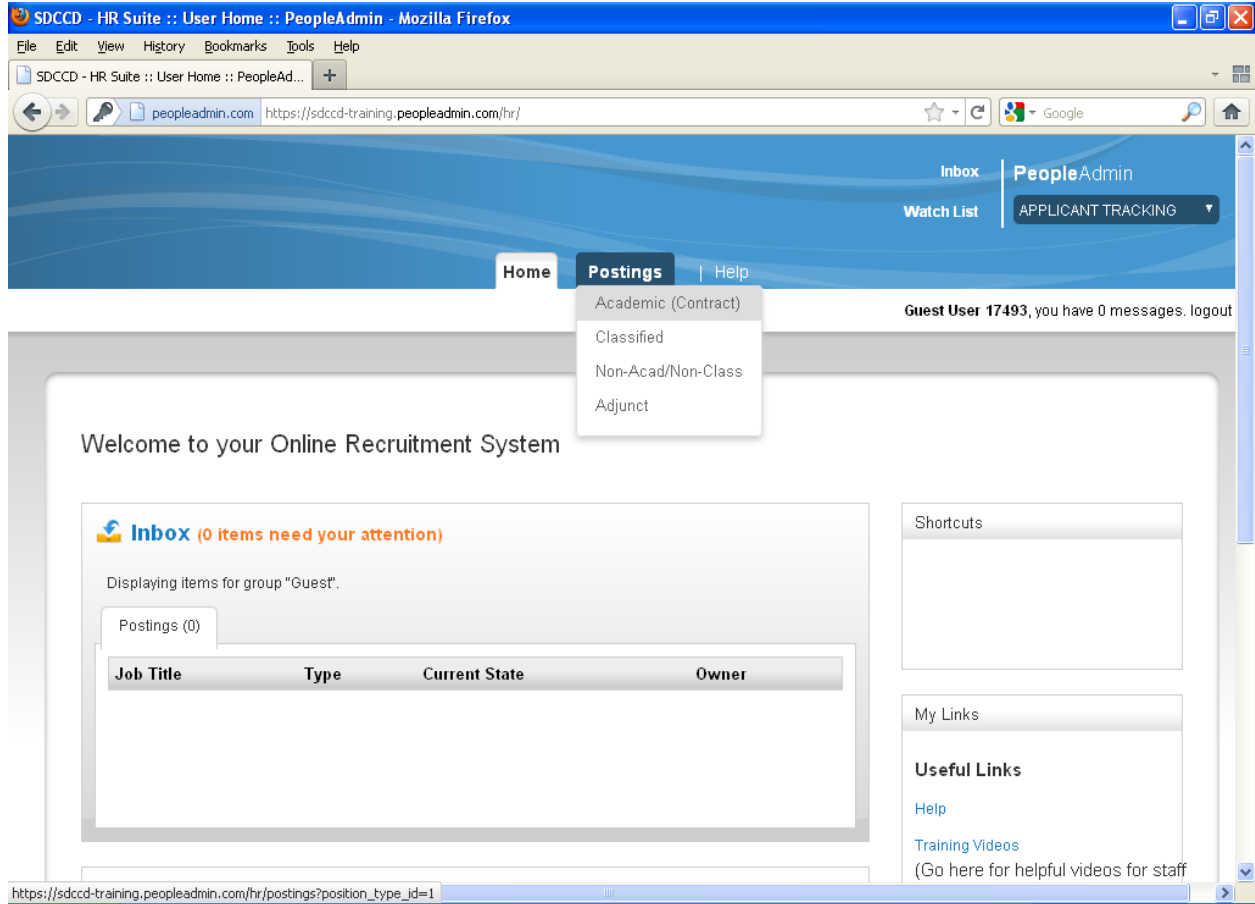 SDCCD - HR Suite :: User Home :: PeopleAdmin - Mozilla Firefox
File Edit View History Bookmarks Tools Help
SDCCD - HR Suite :: User Home :: PeopleAd... +
peopleadmin.com https://sdccd-training.peopleadmin.com/hr/ Google
Inbox PeopleAdmin
Watch List APPLICANT TRACKING
Home Postings | Help
Academic (Contract)
Guest User 17493, you have 0 messages. logout
Classified
Non-Acad/Non-Class
Adjunct
Welcome to your Online Recruitment System
Inbox (0 items need your attention)
Shortcuts
Displaying items for group "Guest".
Postings (0)
Job Title Type Current State Owner
My Links
Useful Links
Help
Training Videos
(Go here for helpful videos for staff
https://sdccd-training.peopleadmin.com/hr/postings?position_type_id=1